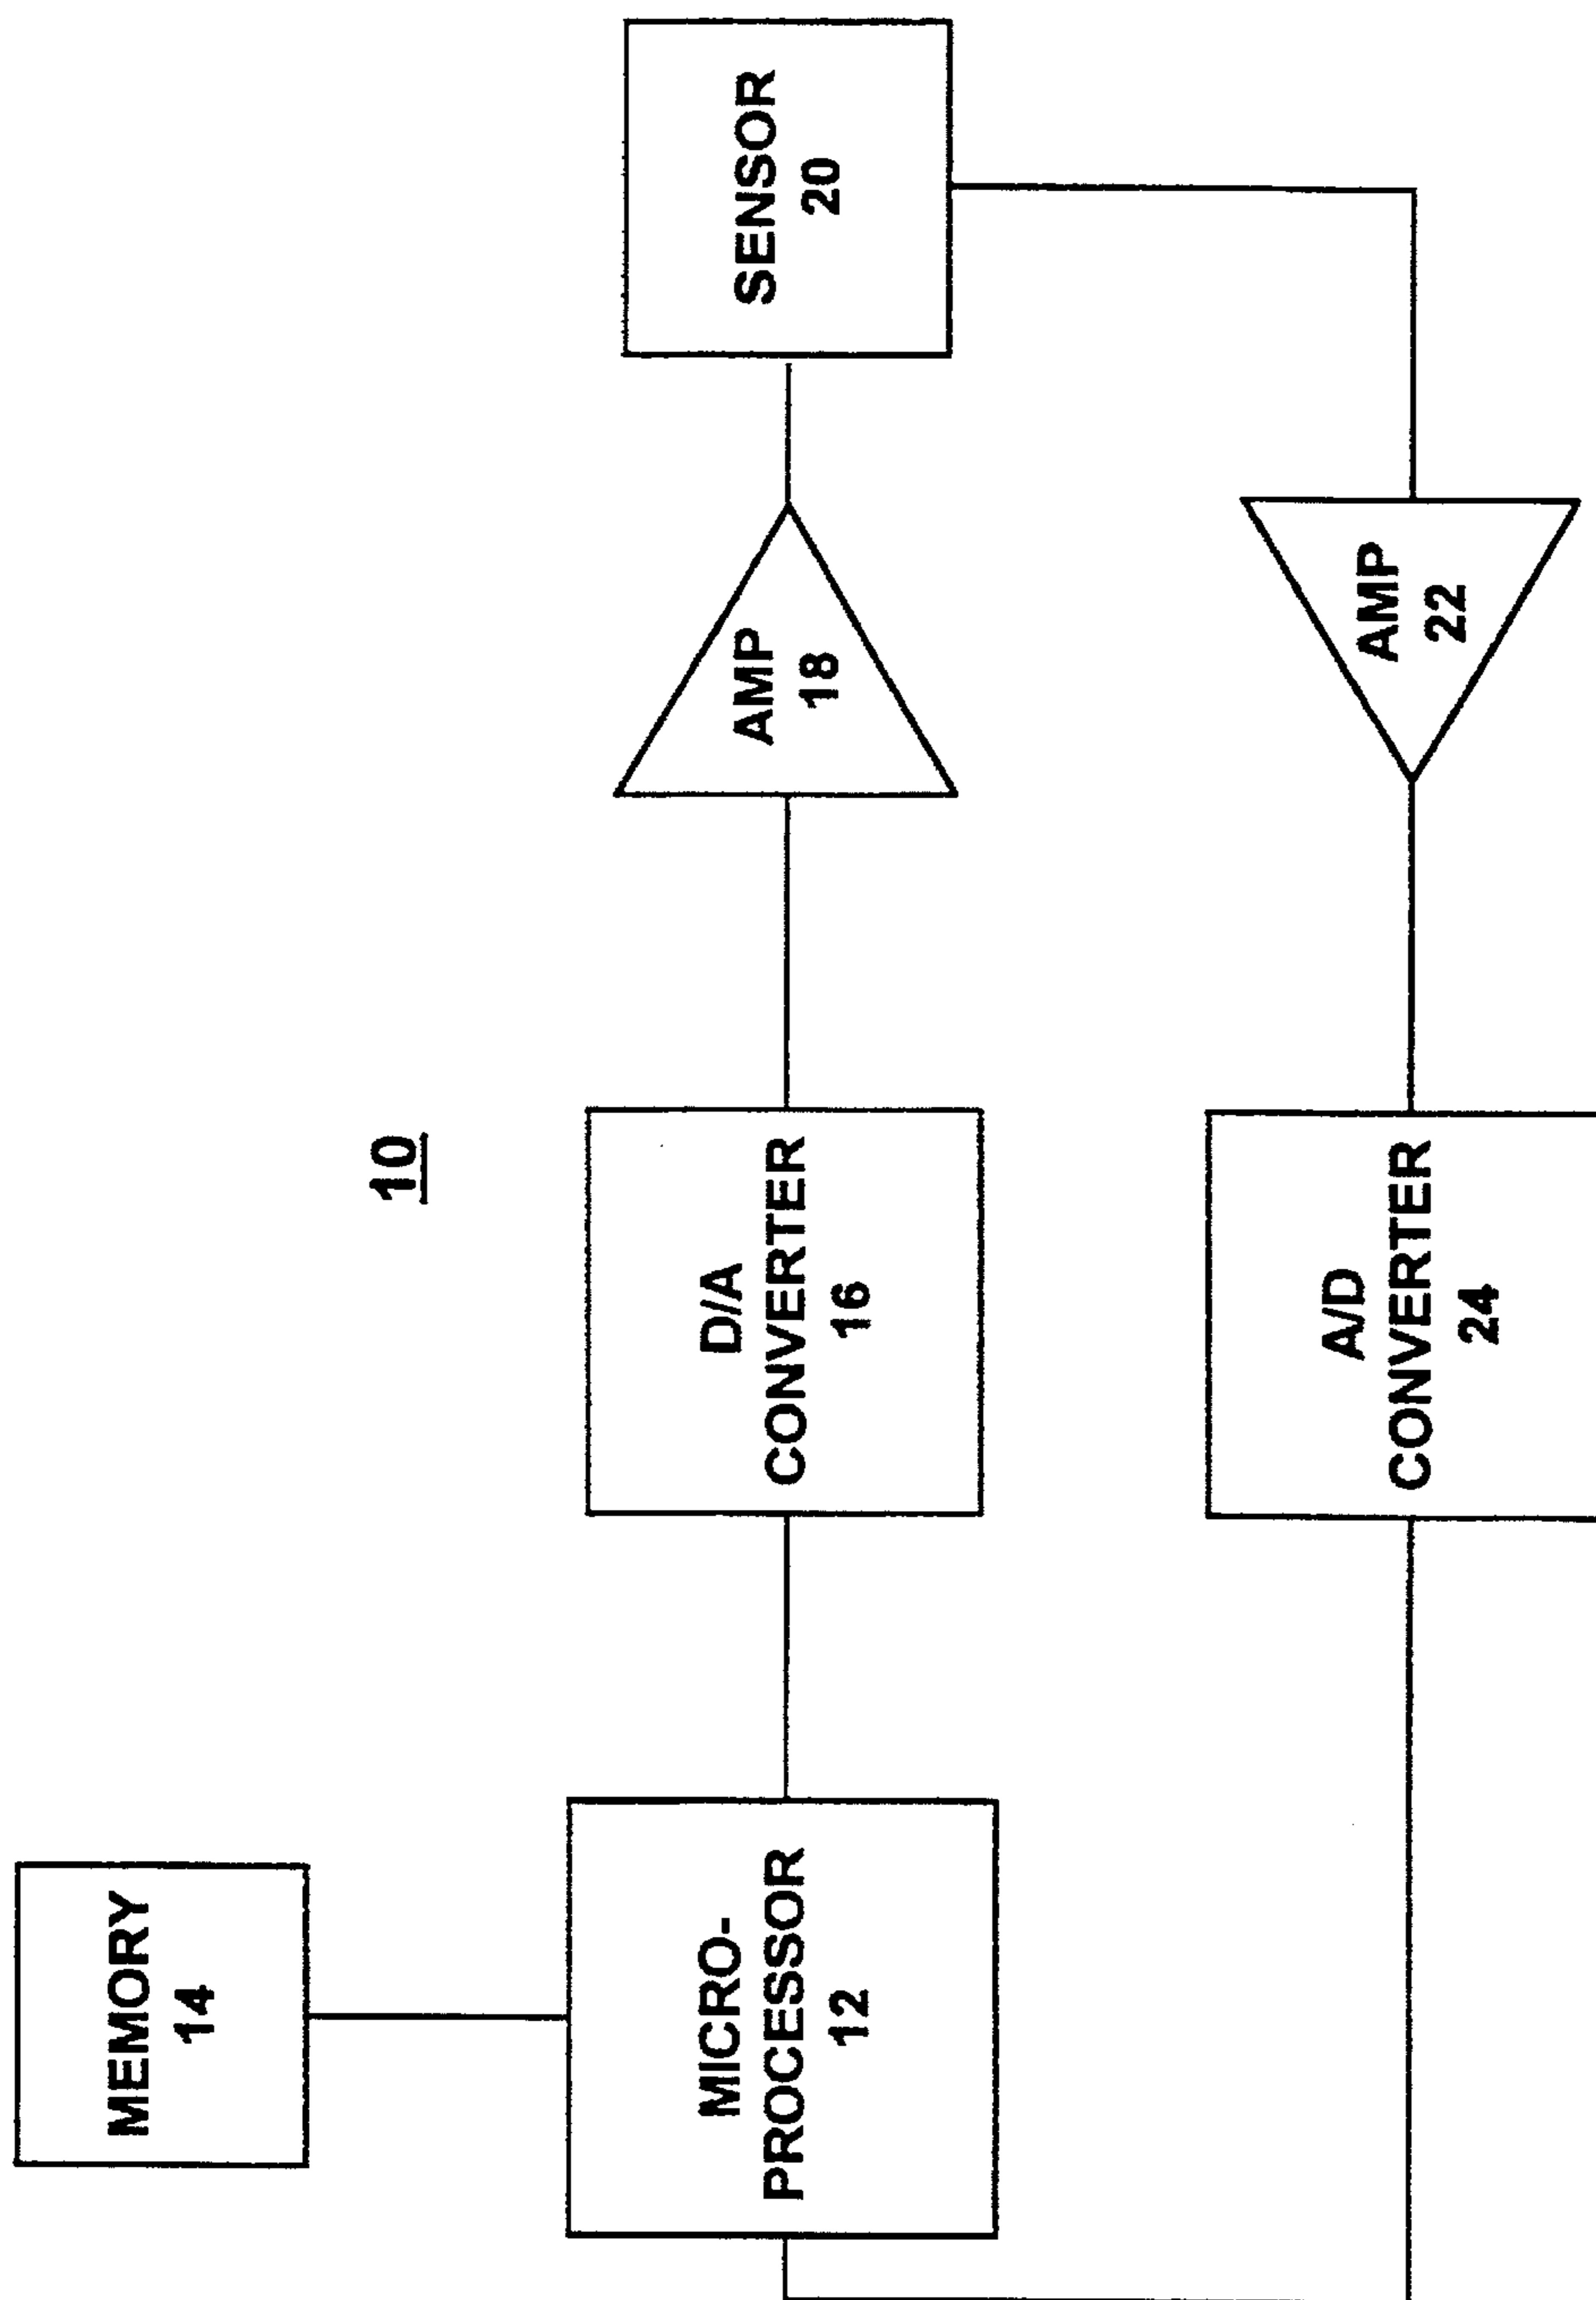 MEMORY
14
10
MICRO-
PROCESSOR
12
D/A
CONVERTER
16
AMP
18
SENSOR
20
A/D
CONVERTER
24
AMP
22